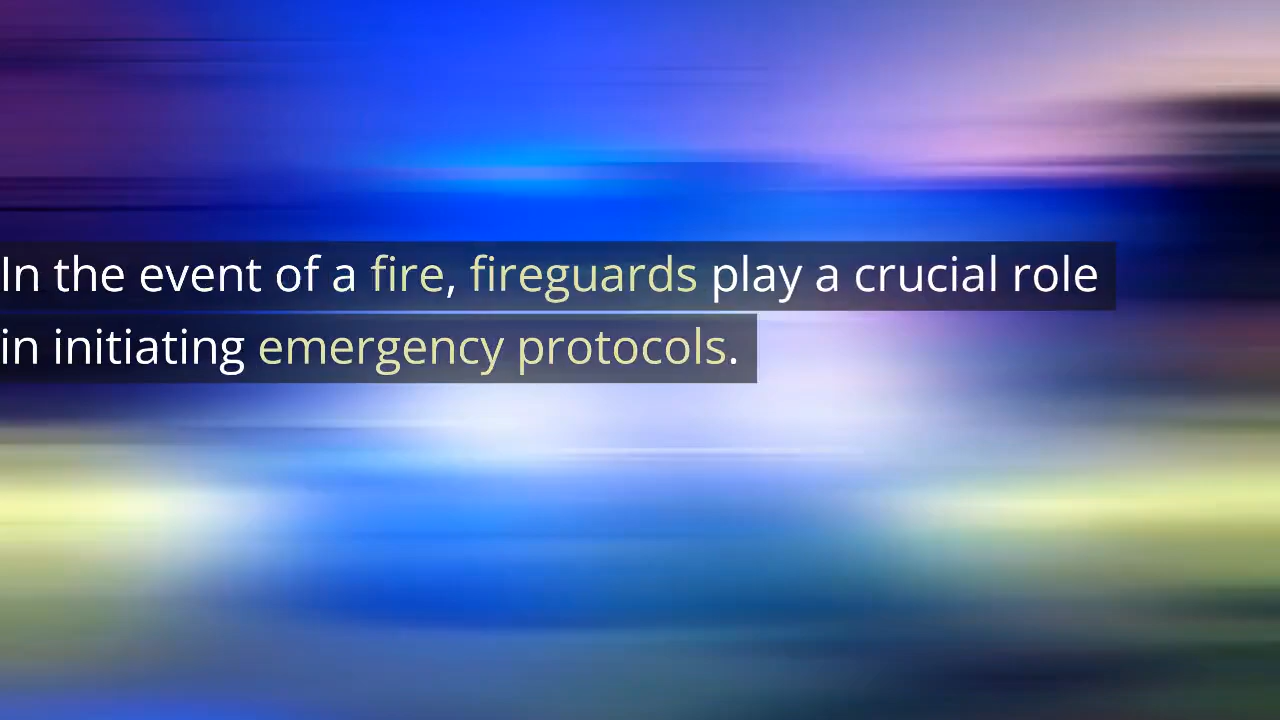 In the event of a fire, fireguards play a crucial role
in initiating emergency protocols.